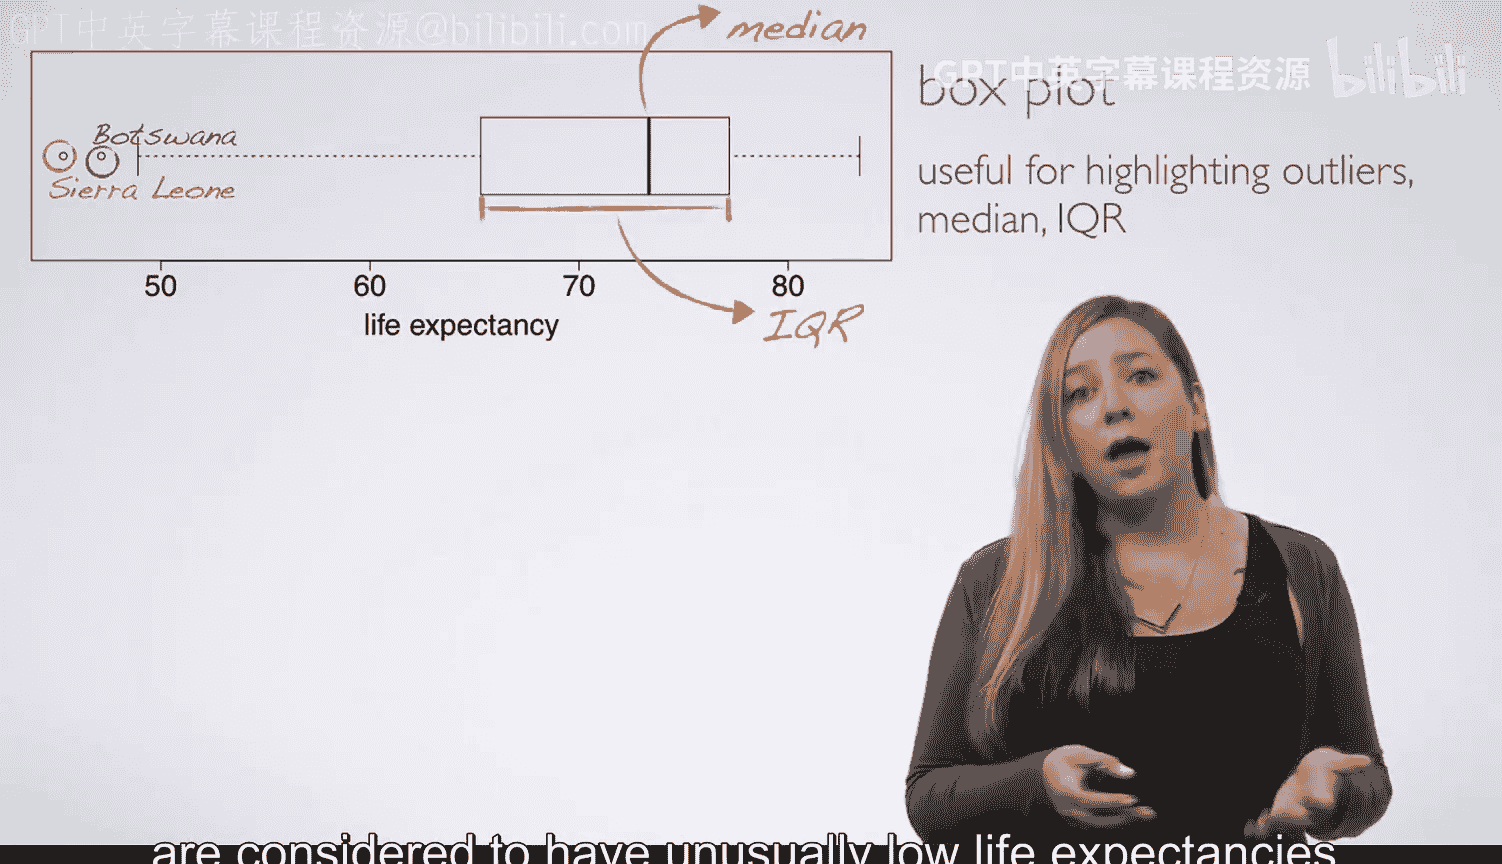 GPT中英字幕课程资源@bilibili.com
median
GPT中英字幕课程资源 bilibili
box plot
Botswana
Sierra Leone
useful for highlighting outliers,
median, IQR
50 60 70 80
life expectancy
IQR
are considered to have unusually low life expectancies